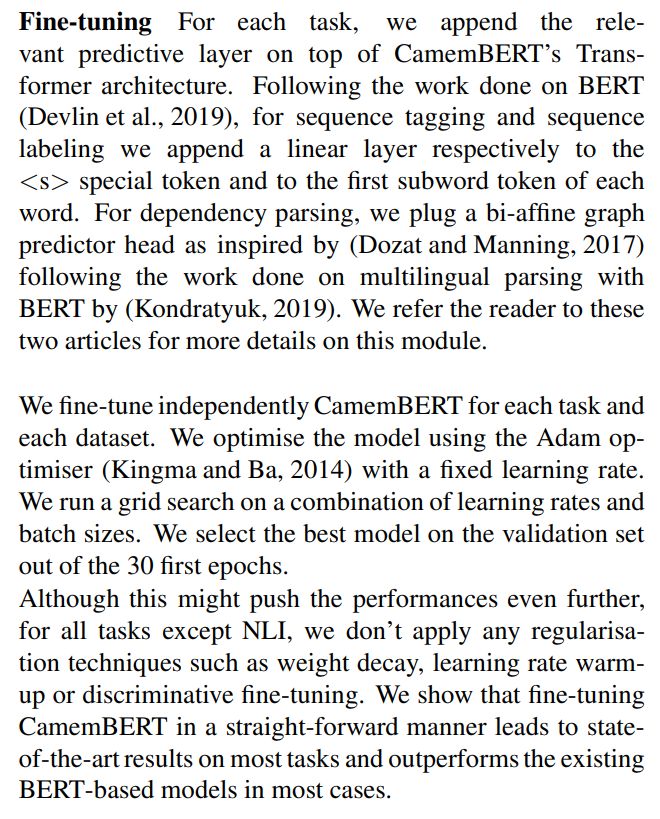 Fine-tuning For each task, we append the rele-
vant predictive layer on top of CamemBERT's Trans-
former architecture. Following the work done on BERT
(Devlin et al., 2019), for sequence tagging and sequence
labeling we append a linear layer respectively to the
<s> special token and to the first subword token of each
word. For dependency parsing, we plug a bi-affine graph
predictor head as inspired by (Dozat and Manning, 2017)
following the work done on multilingual parsing with
BERT by (Kondratyuk, 2019). We refer the reader to these
two articles for more details on this module.
We fine-tune independently CamemBERT for each task and
each dataset. We optimise the model using the Adam op-
timiser (Kingma and Ba, 2014) with a fixed learning rate.
We run a grid search on a combination of learning rates and
batch sizes. We select the best model on the validation set
out of the 30 first epochs.
Although this might push the performances even further,
for all tasks except NLI, we don't apply any regularisa-
tion techniques such as weight decay, learning rate warm-
up or discriminative fine-tuning. We show that fine-tuning
CamemBERT in a straight-forward manner leads to state-
of-the-art results on most tasks and outperforms the existing
BERT-based models in most cases.